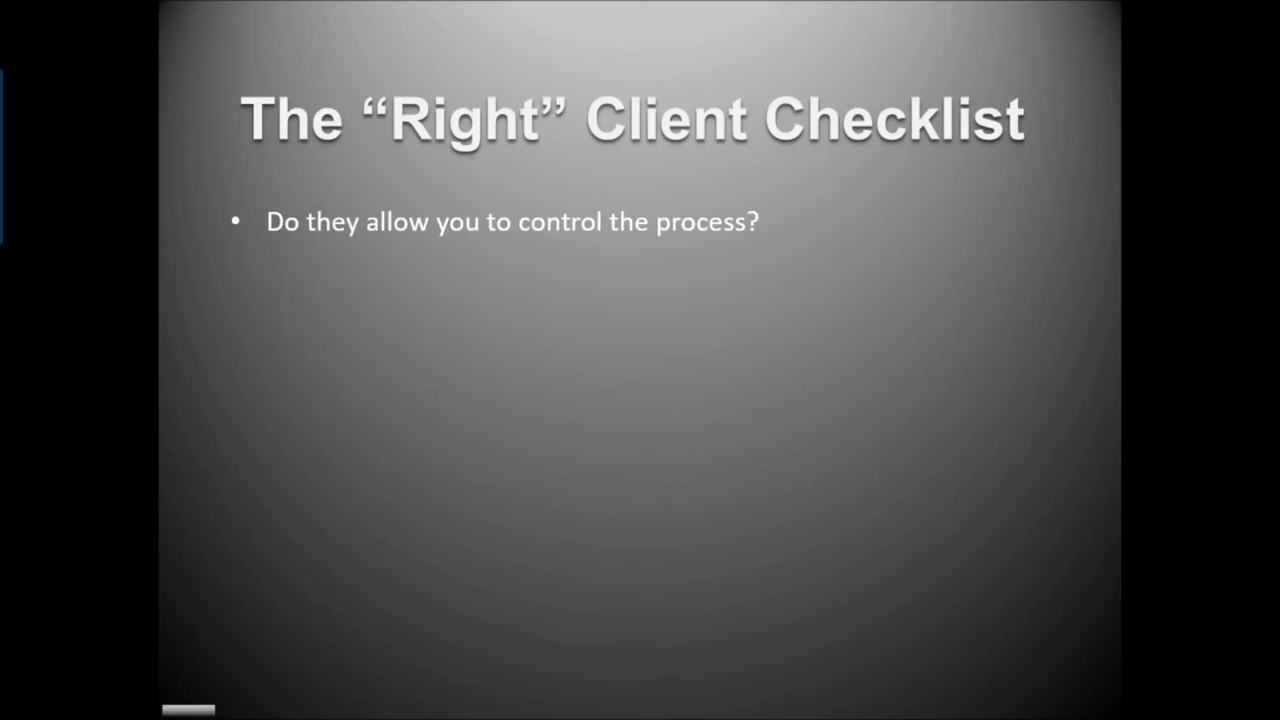 The “Right” Client Checklist
• Do they allow you to control the process?